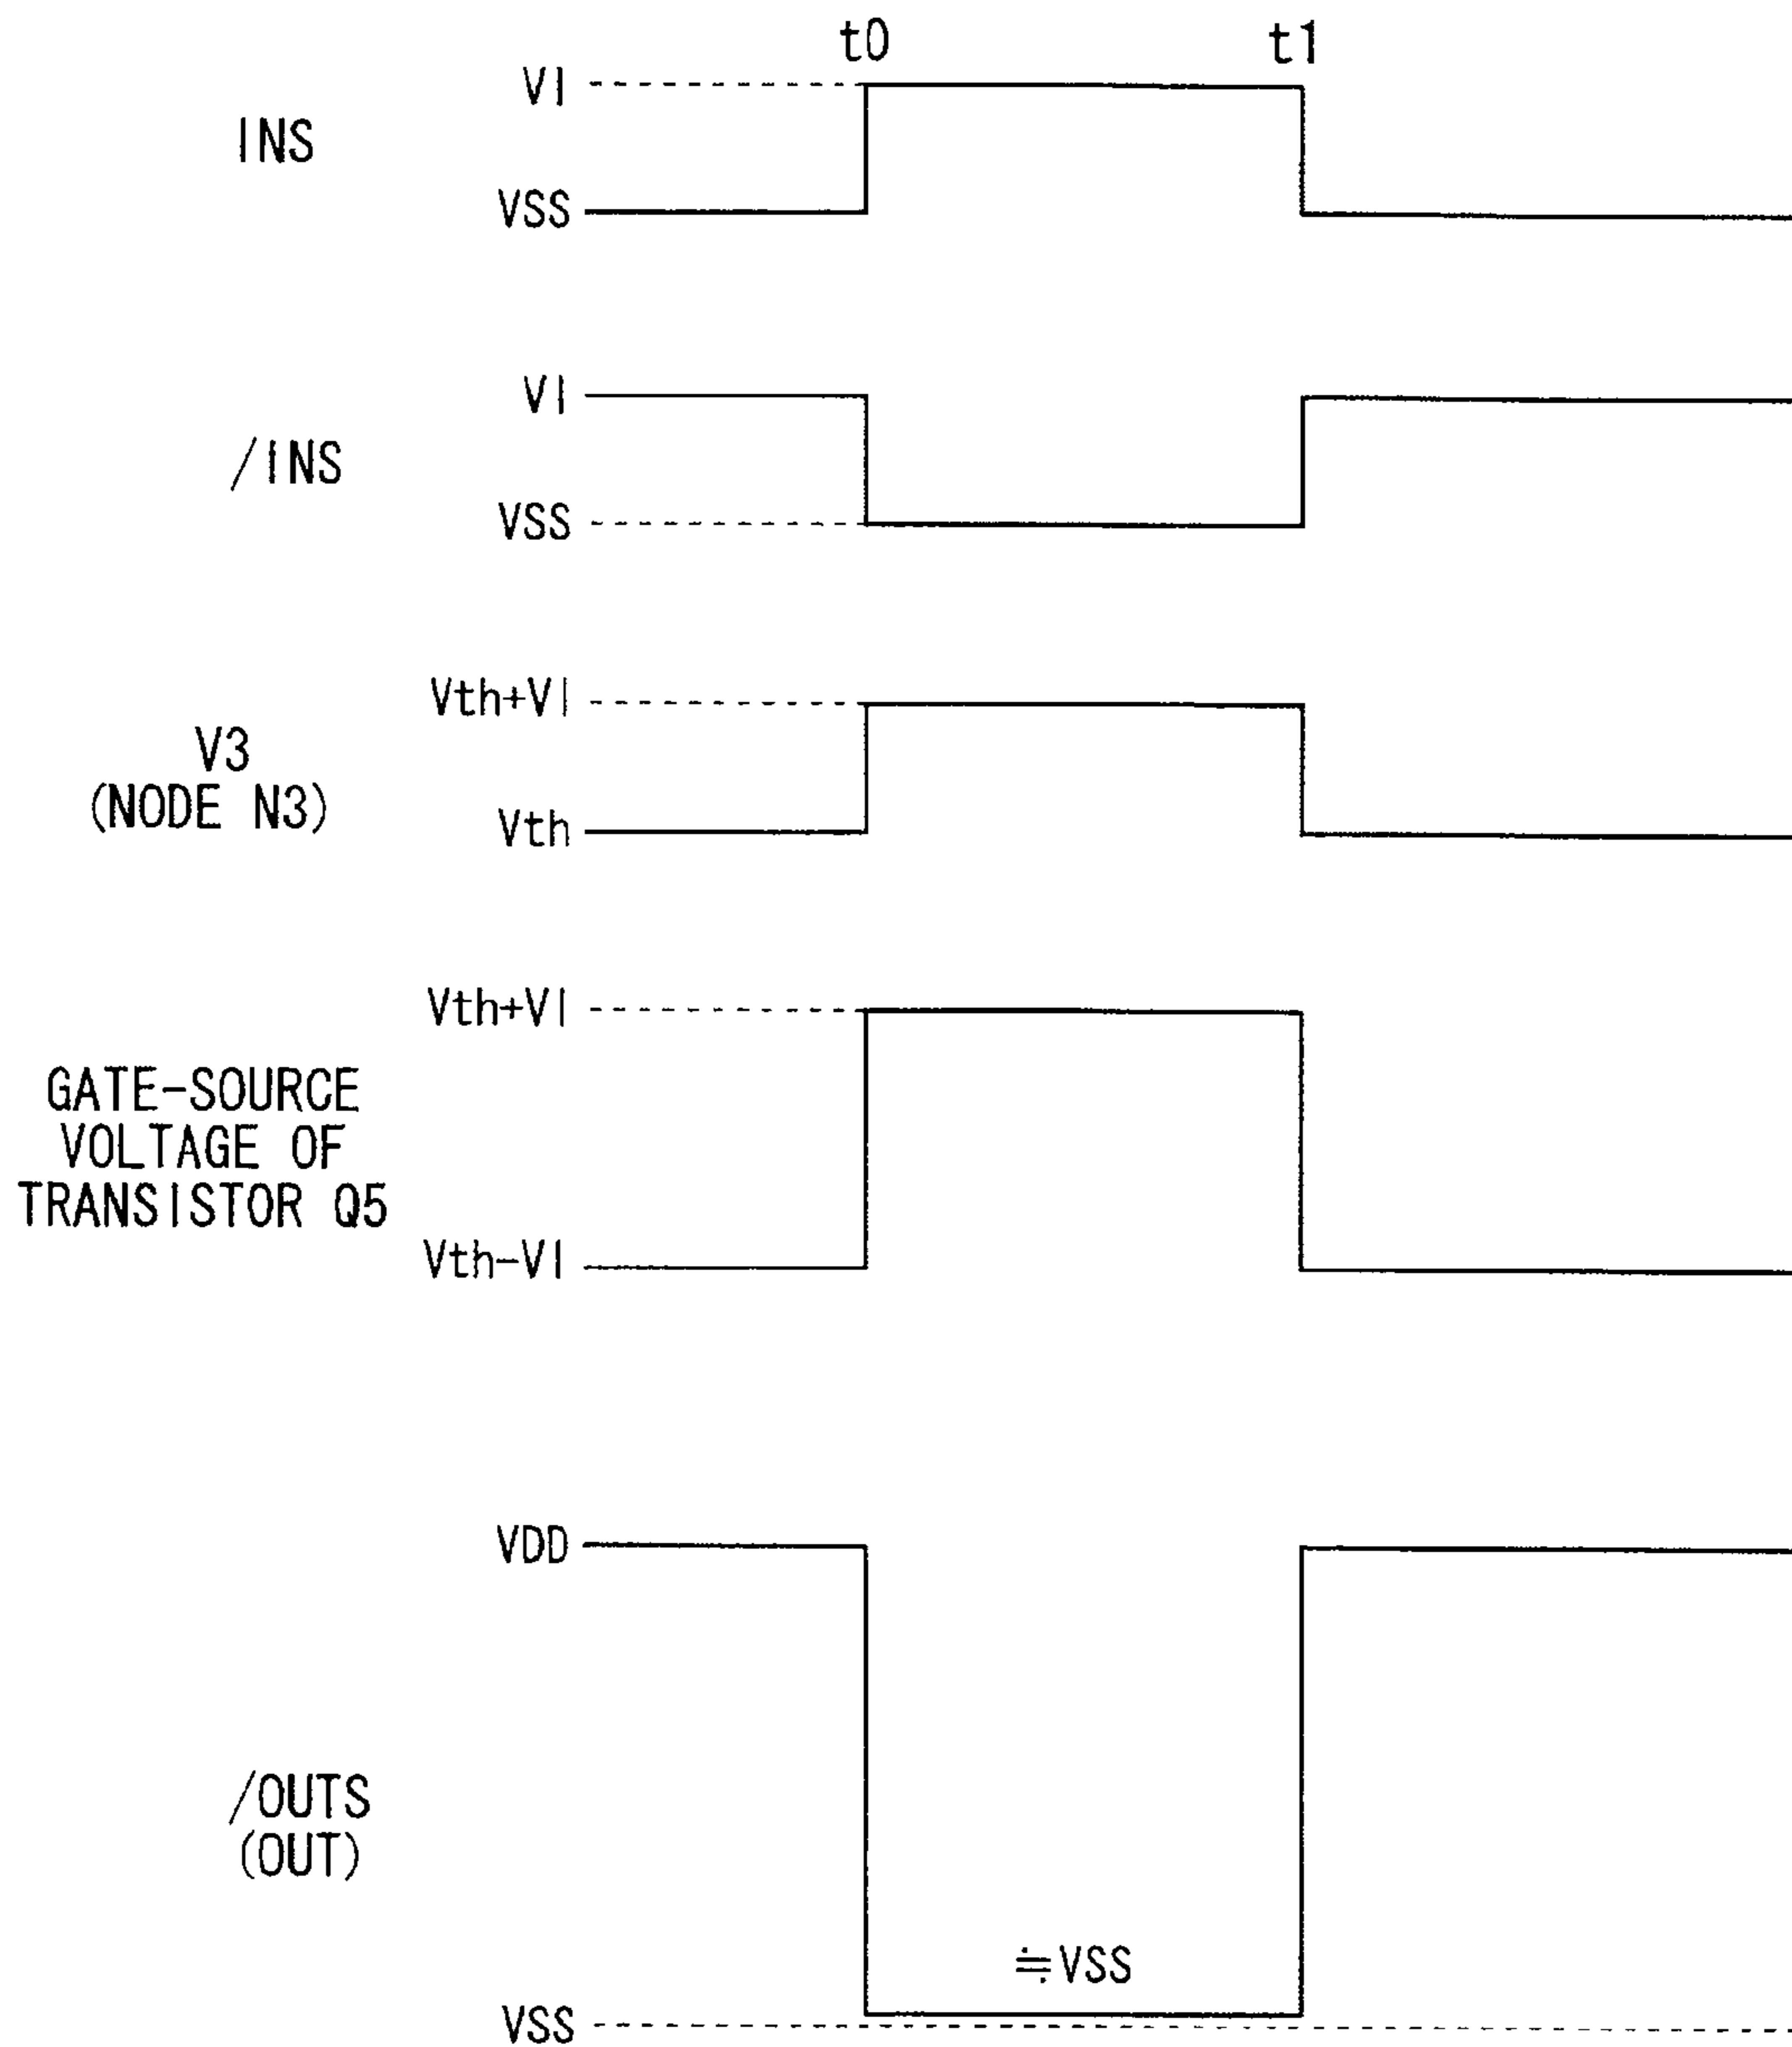 t0
t1
VI
INS
VSS
VI
/INS
VSS
Vth+VI
V3
(NODE N3)
Vth
Vth+VI
GATE-SOURCE
VOLTAGE OF
TRANSISTOR Q5
Vth-VI
VDD
/OUTS
(OUT)
≒VSS
VSS